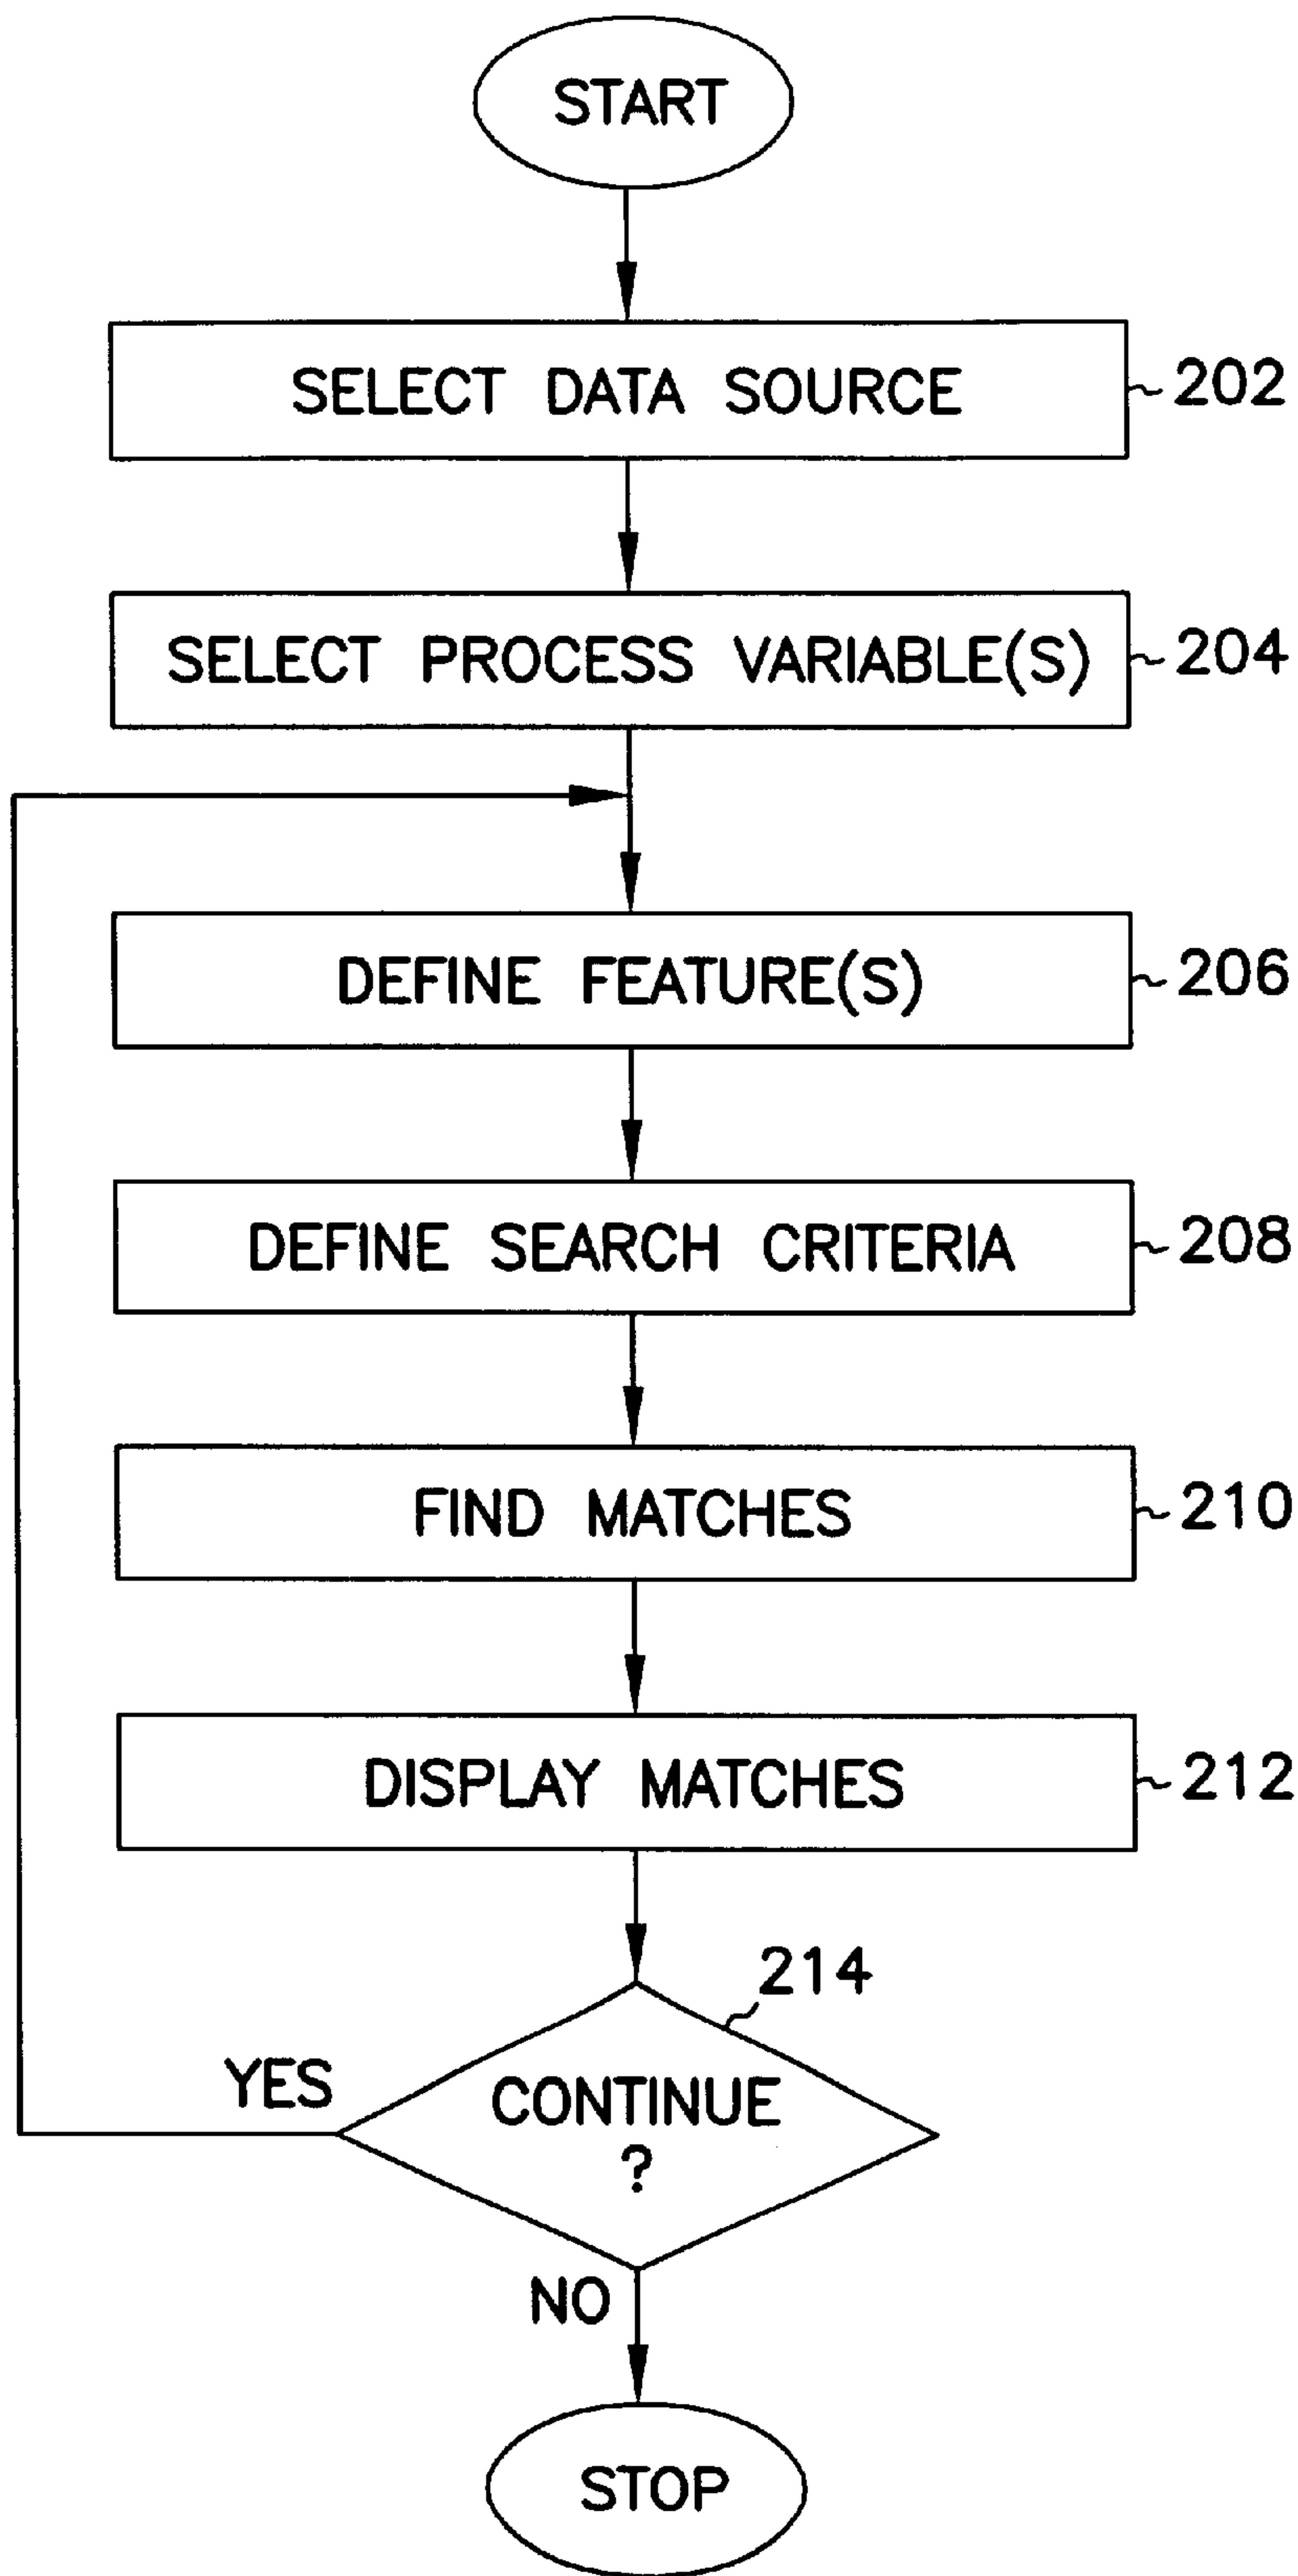 START
SELECT DATA SOURCE
202
SELECT PROCESS VARIABLE(S)
204
DEFINE FEATURE(S)
206
DEFINE SEARCH CRITERIA
208
FIND MATCHES
210
DISPLAY MATCHES
212
214
YES
CONTINUE
?
NO
STOP